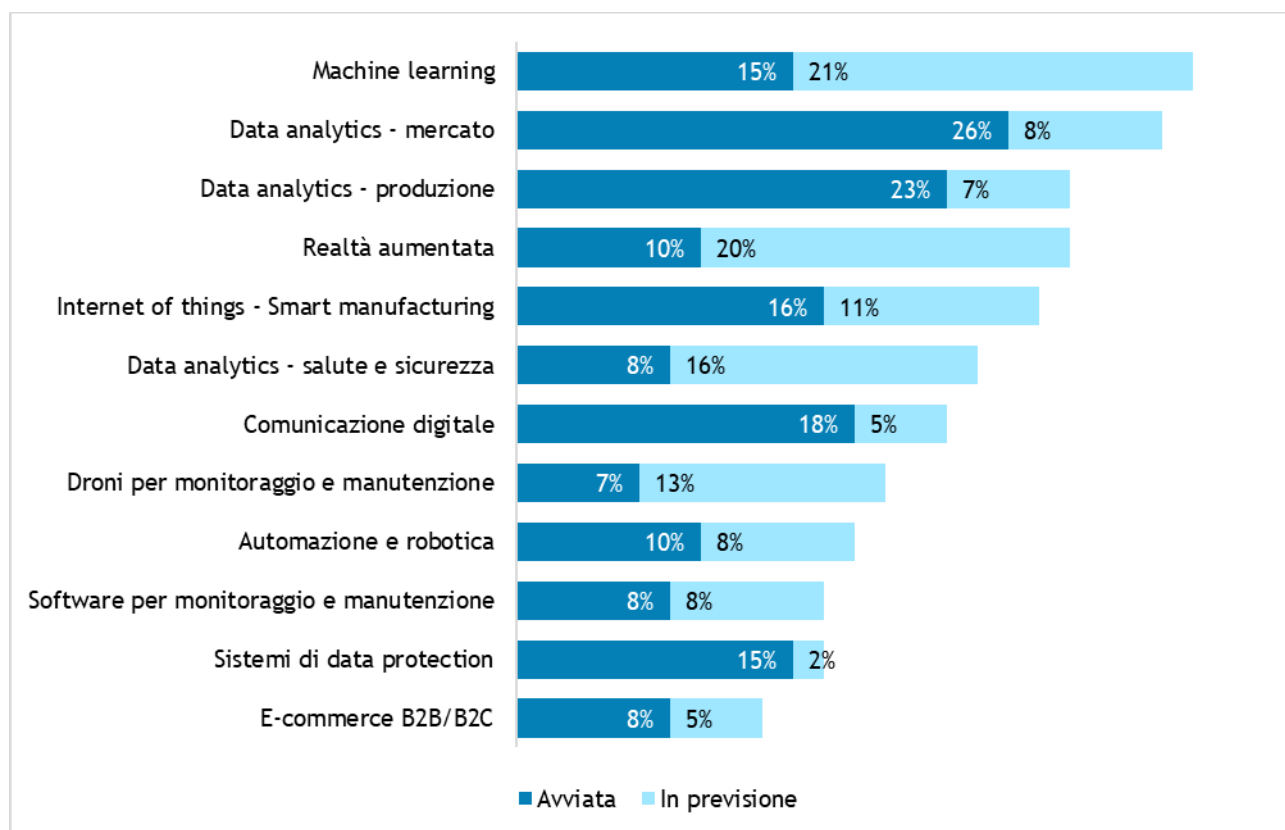 Machine learning 15% 21%
Data analytics - mercato 26% 8%
Data analytics - produzione 23% 7%
Realtà aumentata 10% 20%
Internet of things - Smart manufacturing 16% 11%
Data analytics - salute e sicurezza 8% 16%
Comunicazione digitale 18% 5%
Droni per monitoraggio e manutenzione 7% 13%
Automazione e robotica 10% 8%
Software per monitoraggio e manutenzione 8% 8%
Sistemi di data protection 15% 2%
E-commerce B2B/B2C 8% 5%
Avviata In previsione